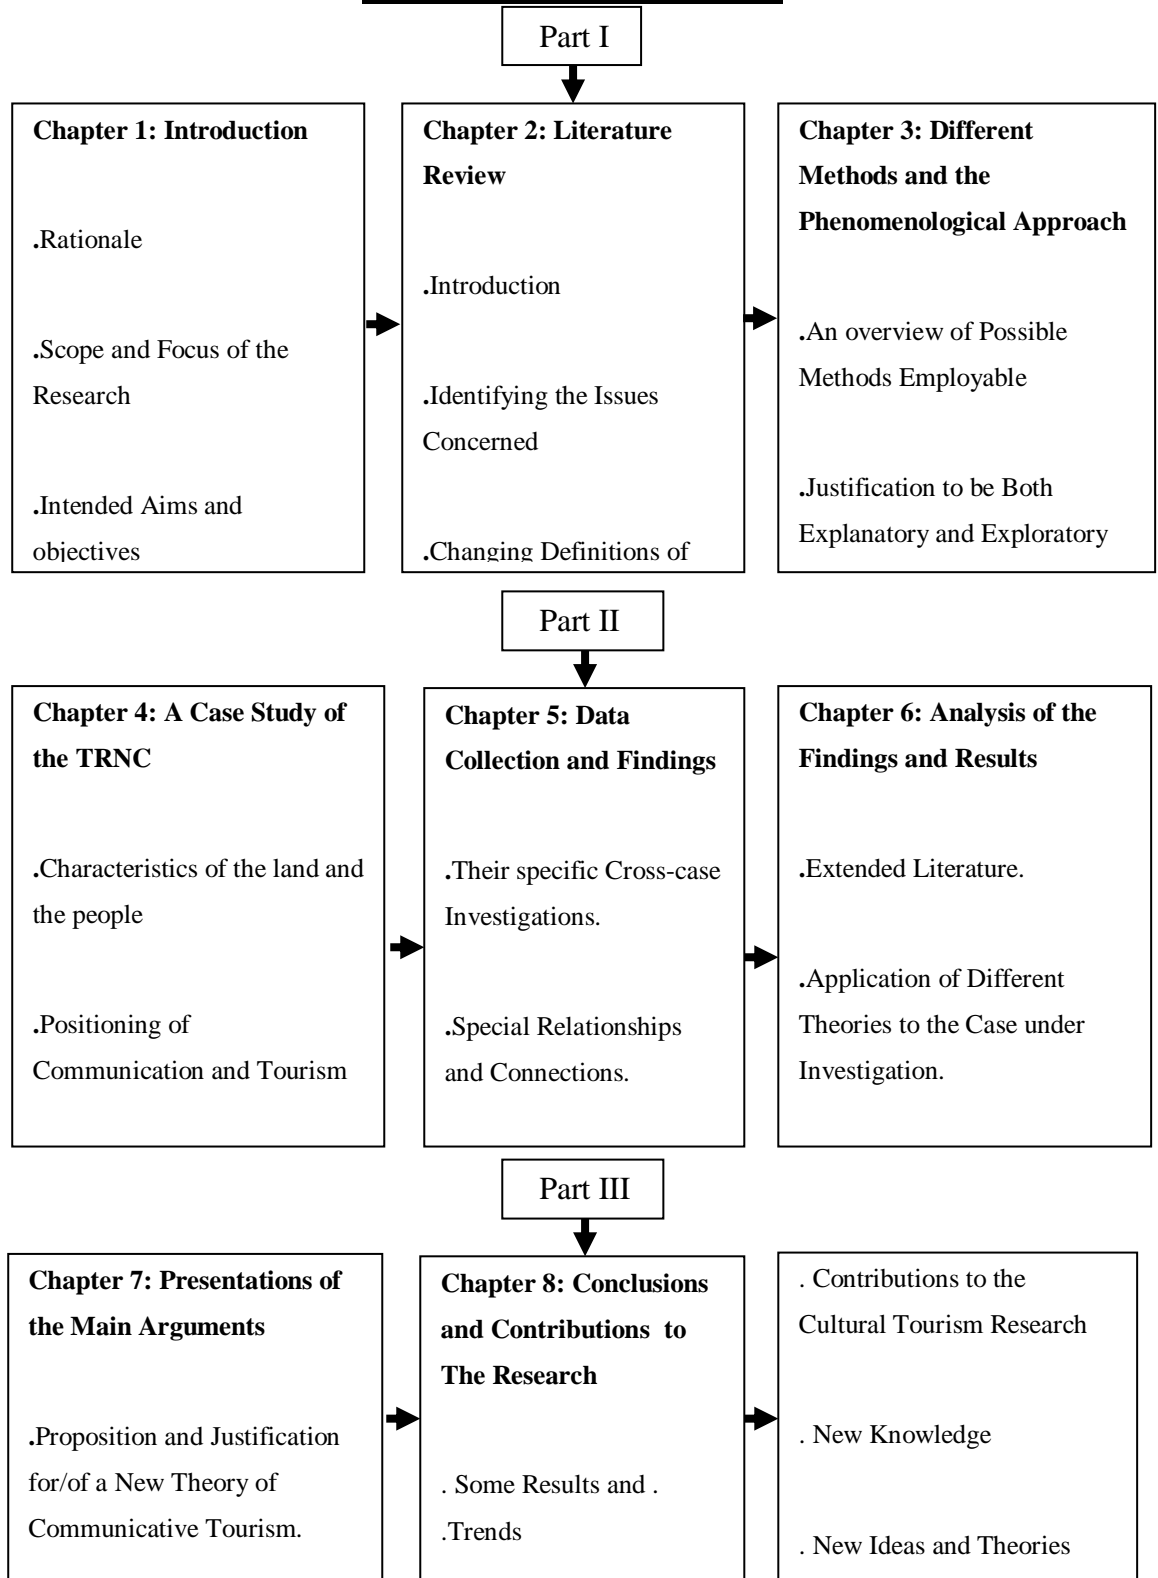 Part I
Chapter 1: Introduction
.Rationale
.Scope and Focus of the
Research
.Intended Aims and
objectives
Chapter 2: Literature
Review
.Introduction
.Identifying the Issues
Concerned
.Changing Definitions of
Chapter 3: Different
Methods and the
Phenomenological Approach
.An overview of Possible
Methods Employable
.Justification to be Both
Explanatory and Exploratory
Part II
Chapter 4: A Case Study of
the TRNC
.Characteristics of the land and
the people
.Positioning of
Communication and Tourism
Chapter 5: Data
Collection and Findings
.Their specific Cross-case
Investigations.
.Special Relationships
and Connections.
Chapter 6: Analysis of the
Findings and Results
.Extended Literature.
.Application of Different
Theories to the Case under
Investigation.
Part III
Chapter 7: Presentations of
the Main Arguments
.Proposition and Justification
for/of a New Theory of
Communicative Tourism.
Chapter 8: Conclusions
and Contributions to
The Research
. Some Results and .
.Trends
. Contributions to the
Cultural Tourism Research
. New Knowledge
. New Ideas and Theories